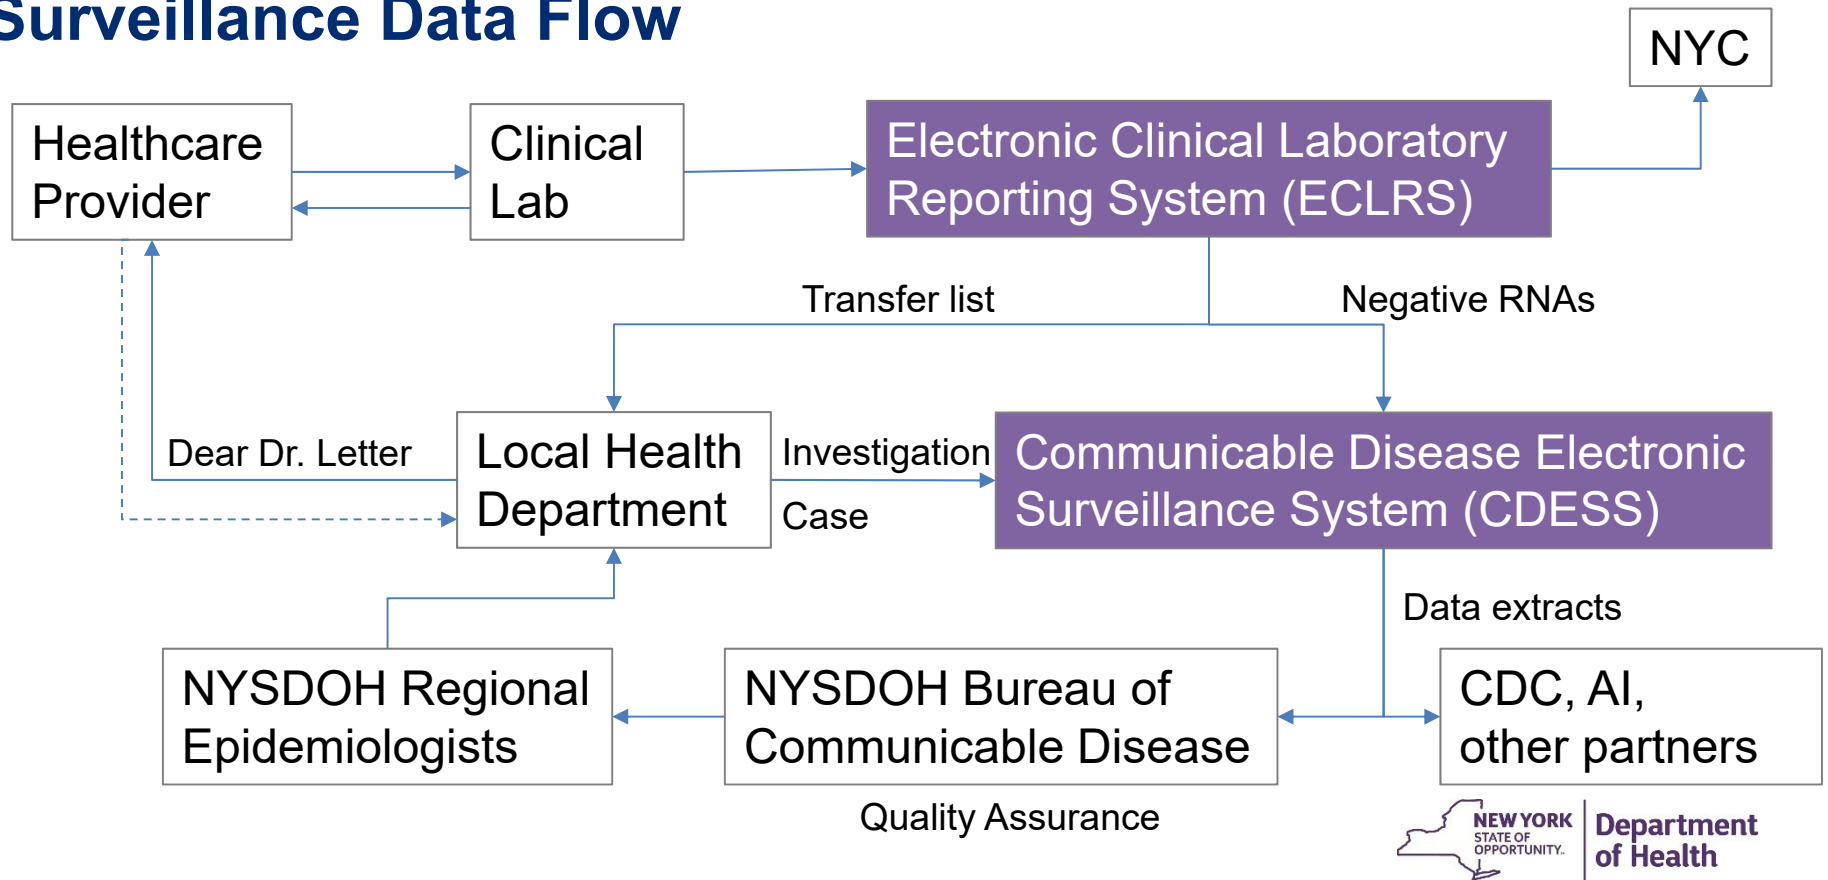 Surveillance Data Flow
NYC
Healthcare
Provider
Clinical
Lab
Electronic Clinical Laboratory
Reporting System (ECLRS)
Transfer list
Negative RNAs
Dear Dr. Letter
Local Health
Department
Investigation
Case
Communicable Disease Electronic
Surveillance System (CDESS)
Data extracts
NYSDOH Regional
Epidemiologists
NYSDOH Bureau of
Communicable Disease
CDC, AI,
other partners
Quality Assurance
NEW YORK
STATE OF
OPPORTUNITY.
Department
of Health